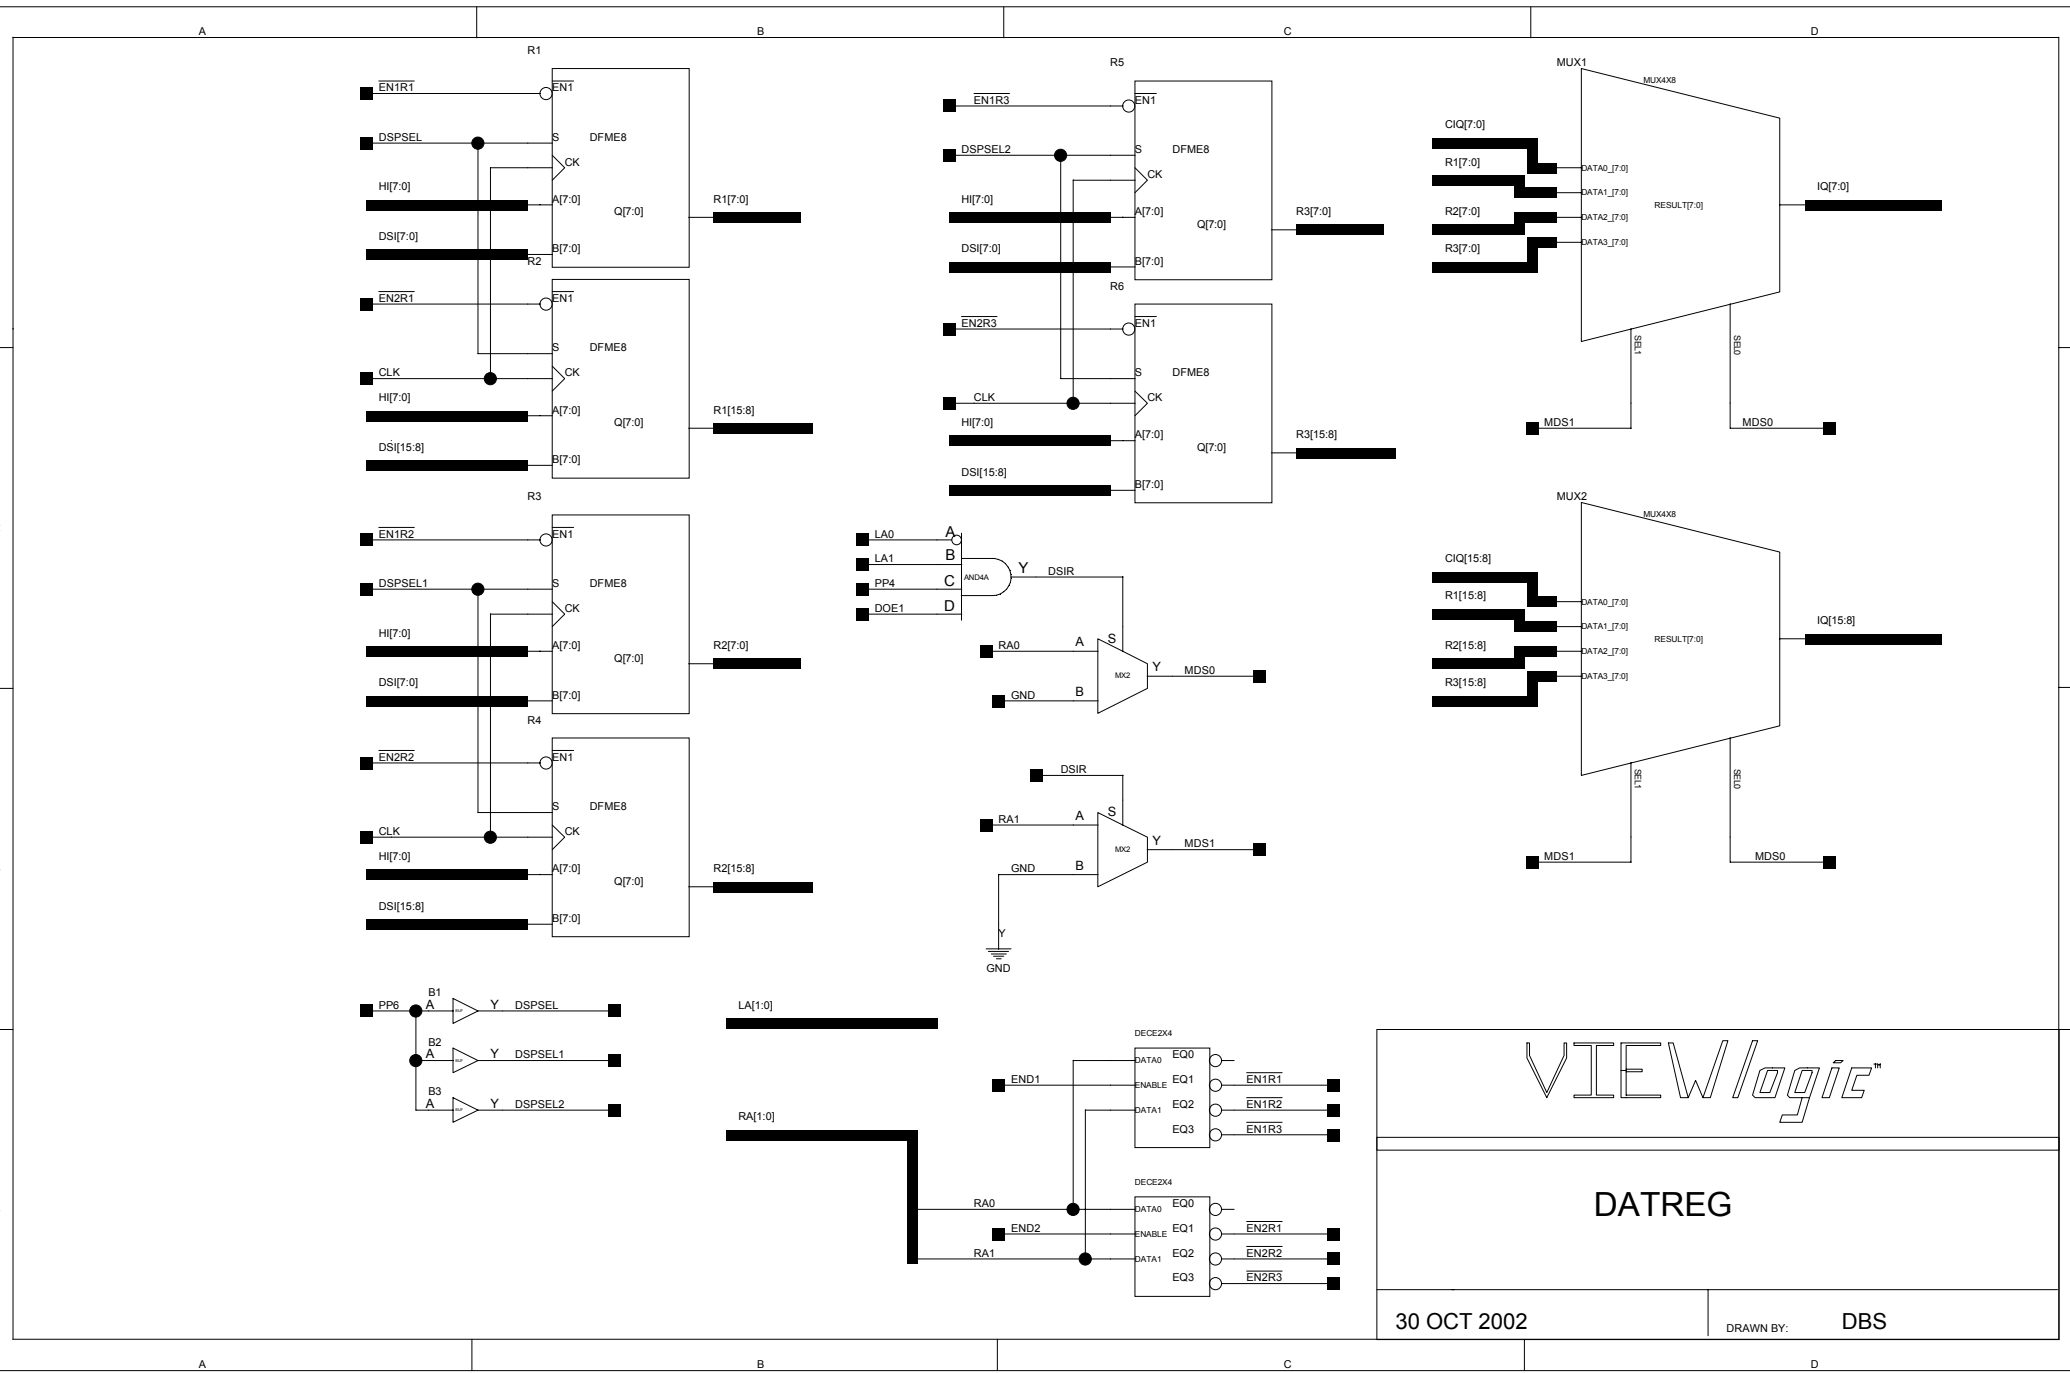 A B C D
R1
EN1R1
EN1
DSPSEL
S
DFME8
CK
HI[7:0]
A[7:0]
Q[7:0]
R1[7:0]
DSI[7:0]
B[7:0]
R2
EN2R1
EN1
S
DFME8
CLK
CK
HI[7:0]
A[7:0]
Q[7:0]
R1[15:8]
DSI[15:8]
B[7:0]
R3
EN1R2
EN1
DSPSEL1
S
DFME8
CK
HI[7:0]
A[7:0]
Q[7:0]
R2[7:0]
DSI[7:0]
B[7:0]
R4
EN2R2
EN1
S
DFME8
CLK
CK
HI[7:0]
A[7:0]
Q[7:0]
R2[15:8]
DSI[15:8]
B[7:0]
R5
EN1R3
EN1
DSPSEL2
S
DFME8
CK
HI[7:0]
A[7:0]
Q[7:0]
R3[7:0]
DSI[7:0]
B[7:0]
R6
EN2R3
EN1
S
DFME8
CLK
CK
HI[7:0]
A[7:0]
Q[7:0]
R3[15:8]
DSI[15:8]
B[7:0]
LA0 A
LA1 B
PP4 C
DOE1 D
AND4A
Y DSIR
RA0 A S
MX2
Y MDS0
GND B
DSIR
RA1 A S
MX2
Y MDS1
GND B
Y
GND
MUX1
MUX4X8
CIQ[7:0]
R1[7:0]
R2[7:0]
R3[7:0]
DATA0_[7:0]
DATA1_[7:0]
DATA2_[7:0]
DATA3_[7:0]
RESULT[7:0]
IQ[7:0]
SEL1
SEL0
MDS1
MDS0
MUX2
MUX4X8
CIQ[15:8]
R1[15:8]
R2[15:8]
R3[15:8]
DATA0_[7:0]
DATA1_[7:0]
DATA2_[7:0]
DATA3_[7:0]
RESULT[7:0]
IQ[15:8]
SEL1
SEL0
MDS1
MDS0
B1
PP6 A BUF Y DSPSEL
B2
A BUF Y DSPSEL1
B3
A BUF Y DSPSEL2
LA[1:0]
RA[1:0]
DECE2X4
DATA0 EQ0
END1 ENABLE EQ1 EN1R1
DATA1 EQ2 EN1R2
EQ3 EN1R3
DECE2X4
RA0 DATA0 EQ0
END2 ENABLE EQ1 EN2R1
RA1 DATA1 EQ2 EN2R2
EQ3 EN2R3
VIEWlogic™
DATREG
30 OCT 2002
DRAWN BY: DBS
A B C D